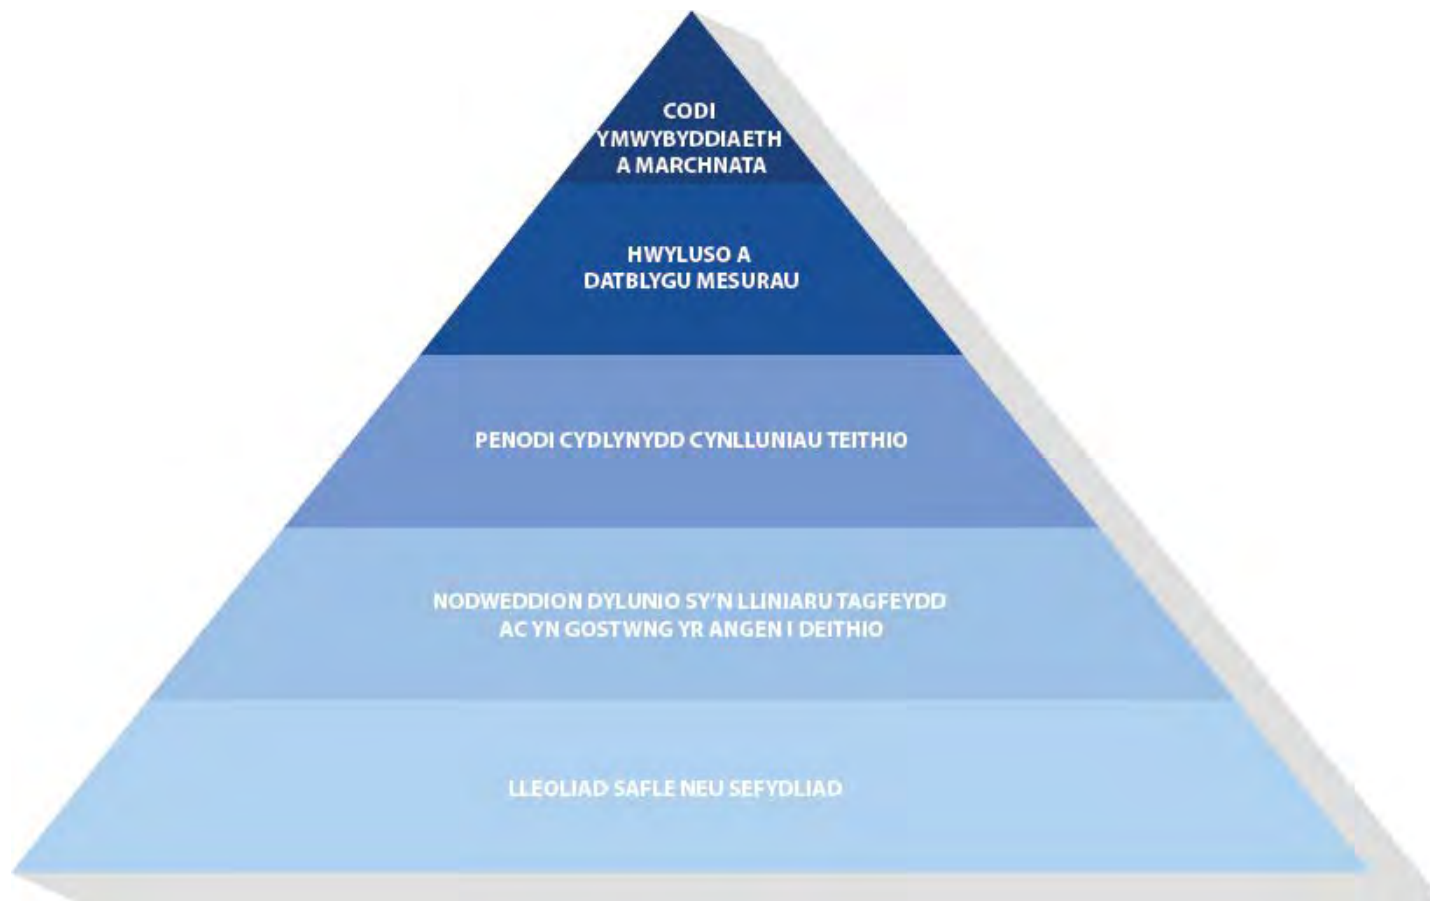 CODI
YMWYBYDDIAETH
A MARCHNATA
HWYLUSO A
DATBLYGU MESURAU
PENODI CYDLYNYDD CYNLLUNIAU TEITHIO
NODWEDDION DYLUNIO SY'N LLINIARU TAGFEYDD
AC YN GOSTWNG YR ANGEN I DEITHIO
LLEOLIAD SAFLE NEU SEFYDLIAD